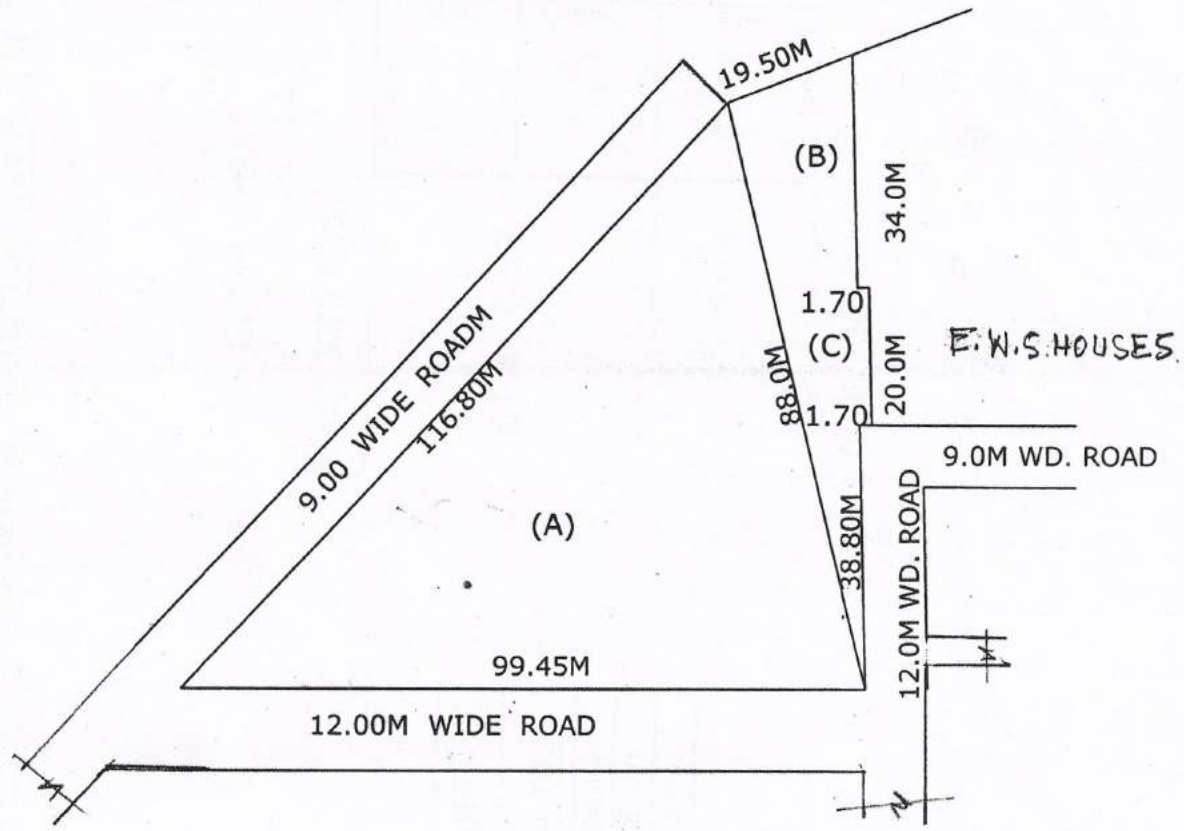 19.50M
(B)
34.0M
1.70
9.00 WIDE ROADM
116.80M
88.0M
(C)
20.0M
E.W.S.HOUSES
1.70
9.0M WD. ROAD
(A)
38.80M
12.0M WD. ROAD
99.45M
12.00M WIDE ROAD